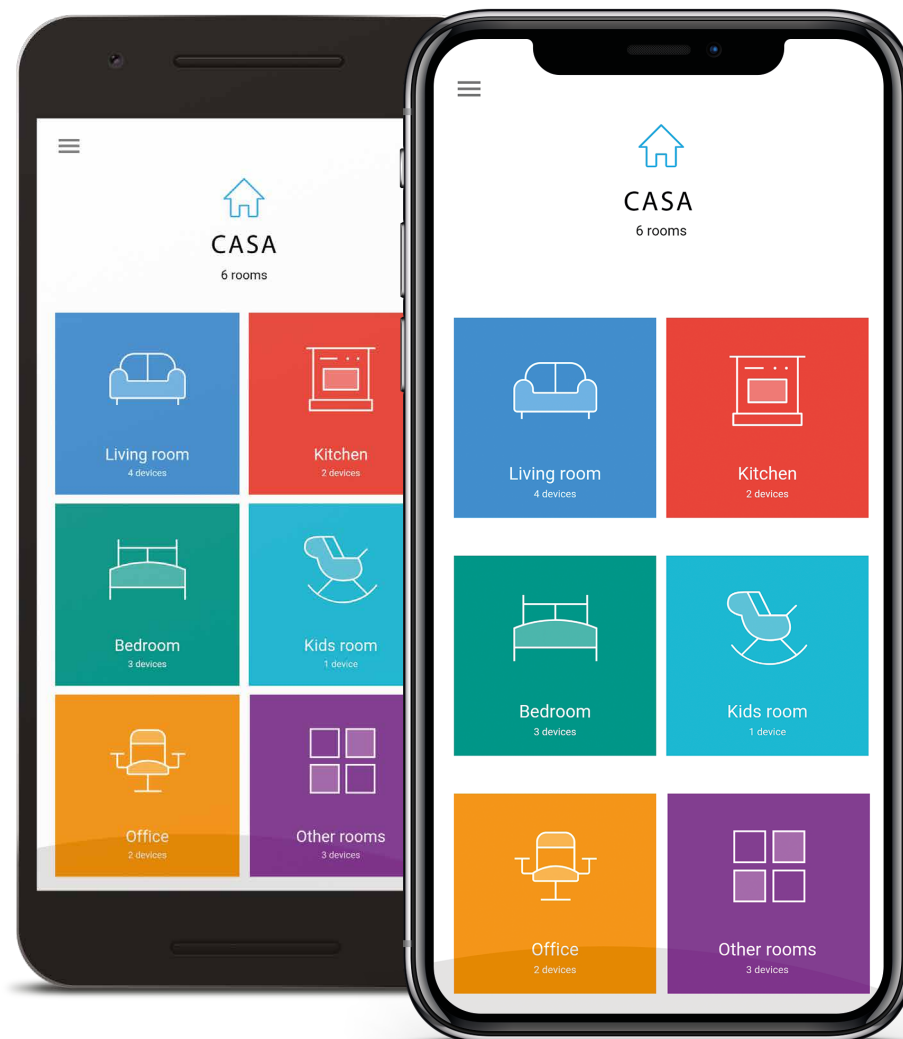 CASA
6 rooms
Living room
4 devices
Kitchen
2 devices
Bedroom
3 devices
Kids room
1 device
Office
2 devices
Other rooms
3 devices
CASA
6 rooms
Living room
4 devices
Kitchen
2 devices
Bedroom
3 devices
Kids room
1 device
Office
2 devices
Other rooms
3 devices